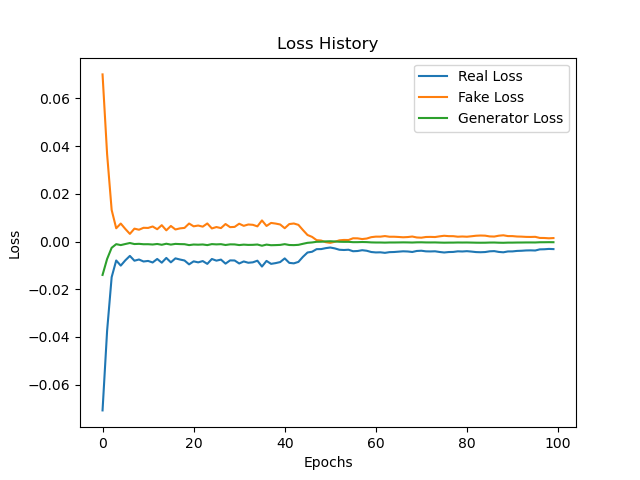 Loss History
Real Loss
Fake Loss
Generator Loss
Loss
0.06
0.04
0.02
0.00
−0.02
−0.04
−0.06
0 20 40 60 80 100
Epochs